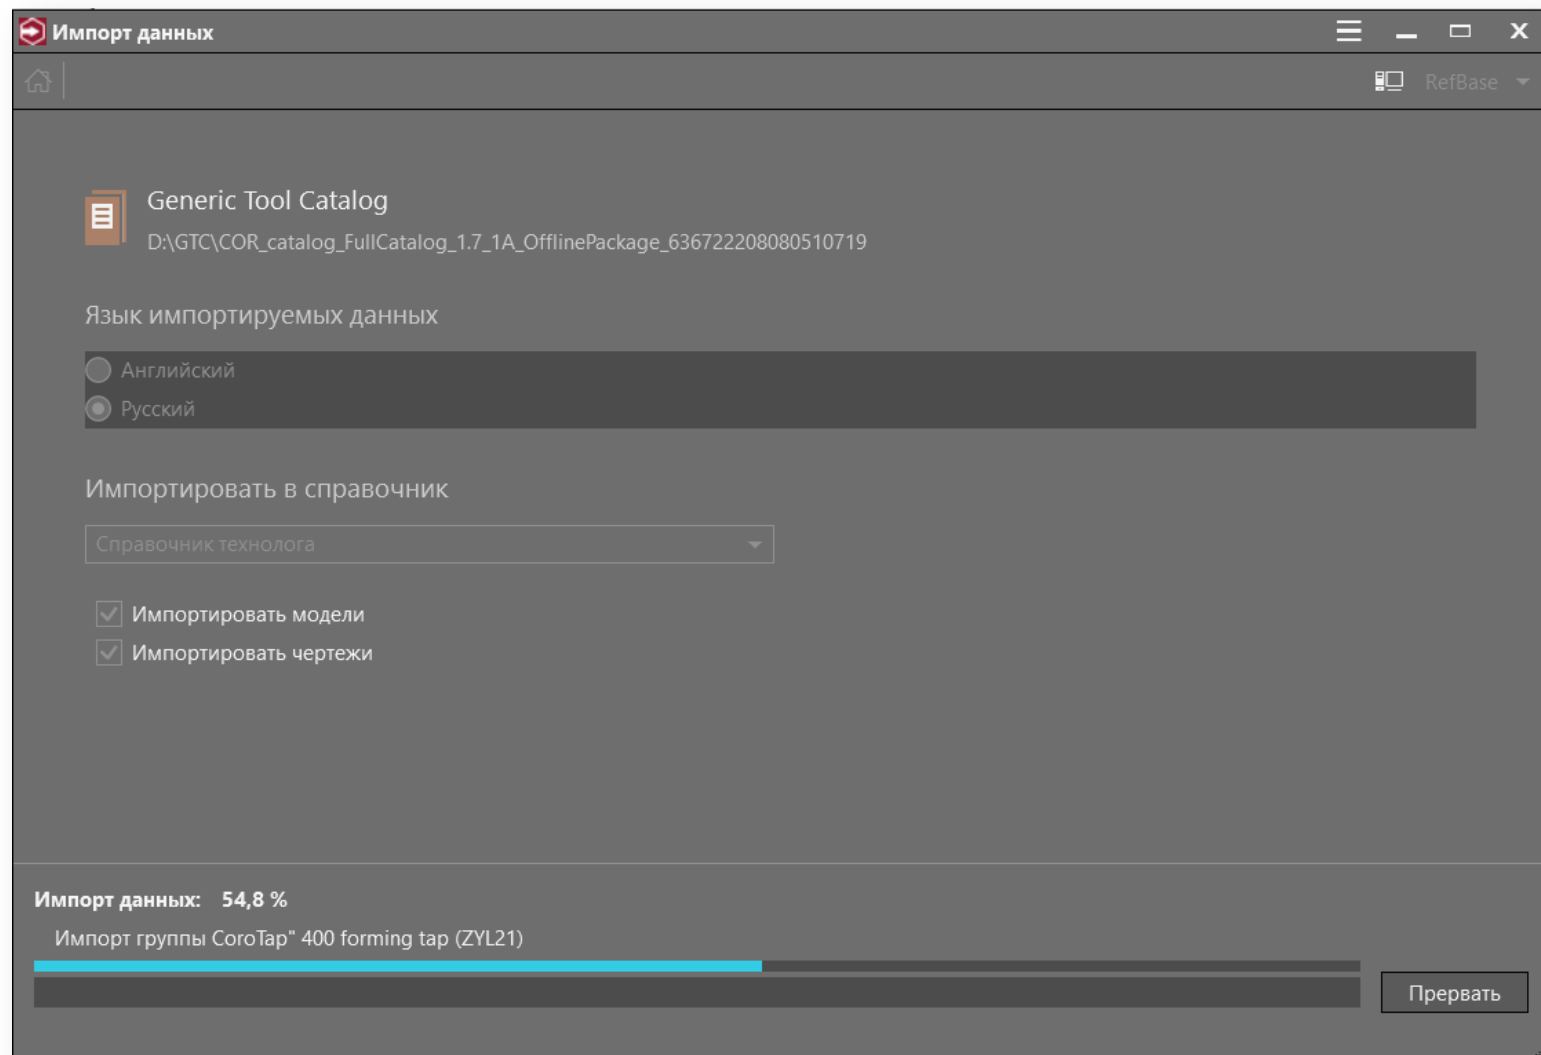 Импорт данных
RefBase
Generic Tool Catalog
D:\GTC\COR_catalog_FullCatalog_1.7_1A_OfflinePackage_636722208080510719
Язык импортируемых данных
Английский
Русский
Импортировать в справочник
Справочник технолога
Импортировать модели
Импортировать чертежи
Импорт данных: 54,8 %
Импорт группы CoroTap" 400 forming tap (ZYL21)
Прервать